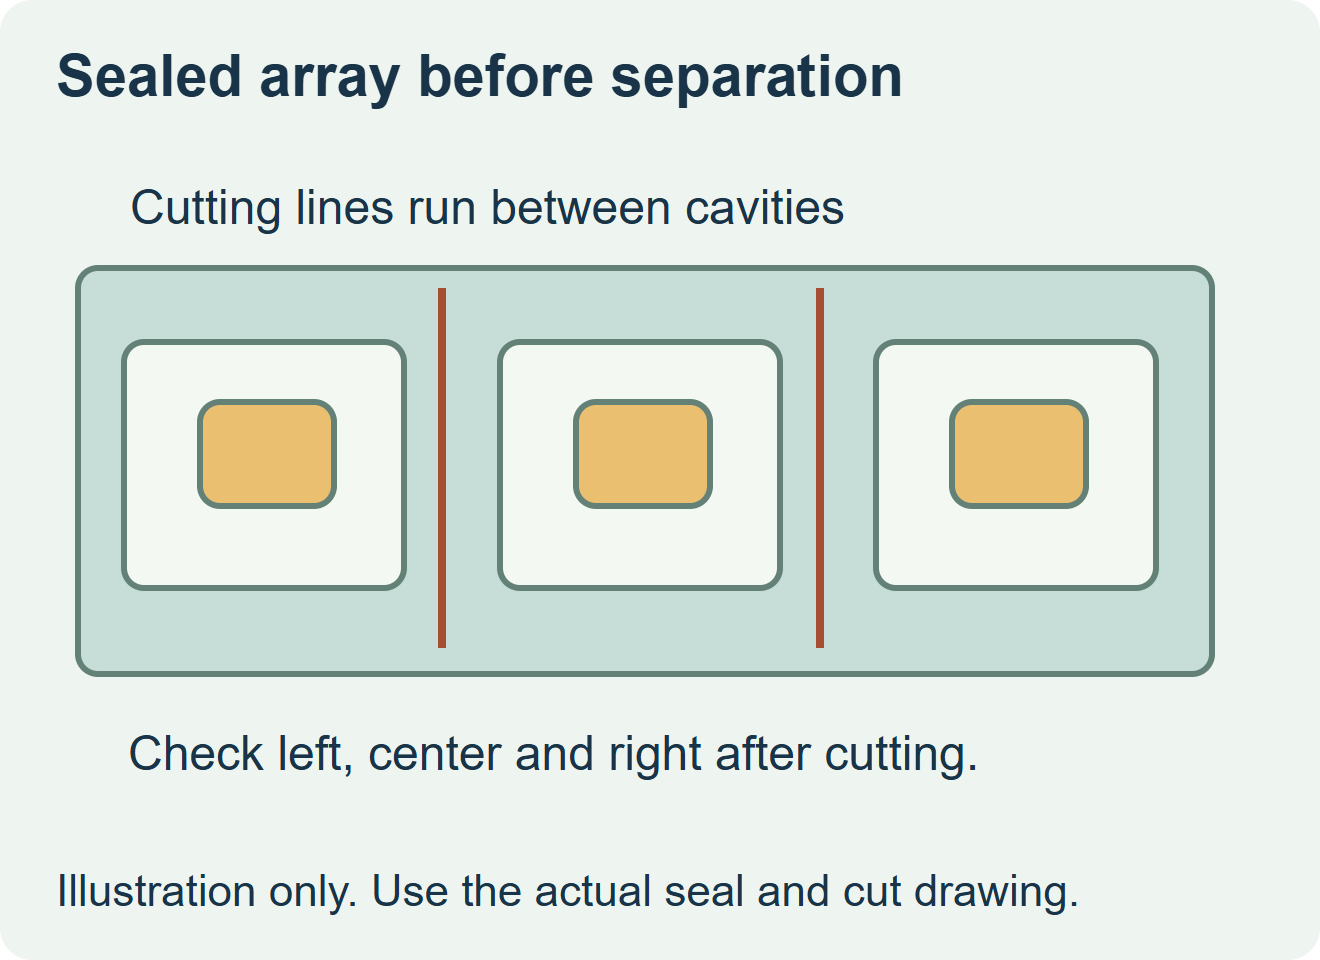 Sealed array before separation
Cutting lines run between cavities
Check left, center and right after cutting.
Illustration only. Use the actual seal and cut drawing.